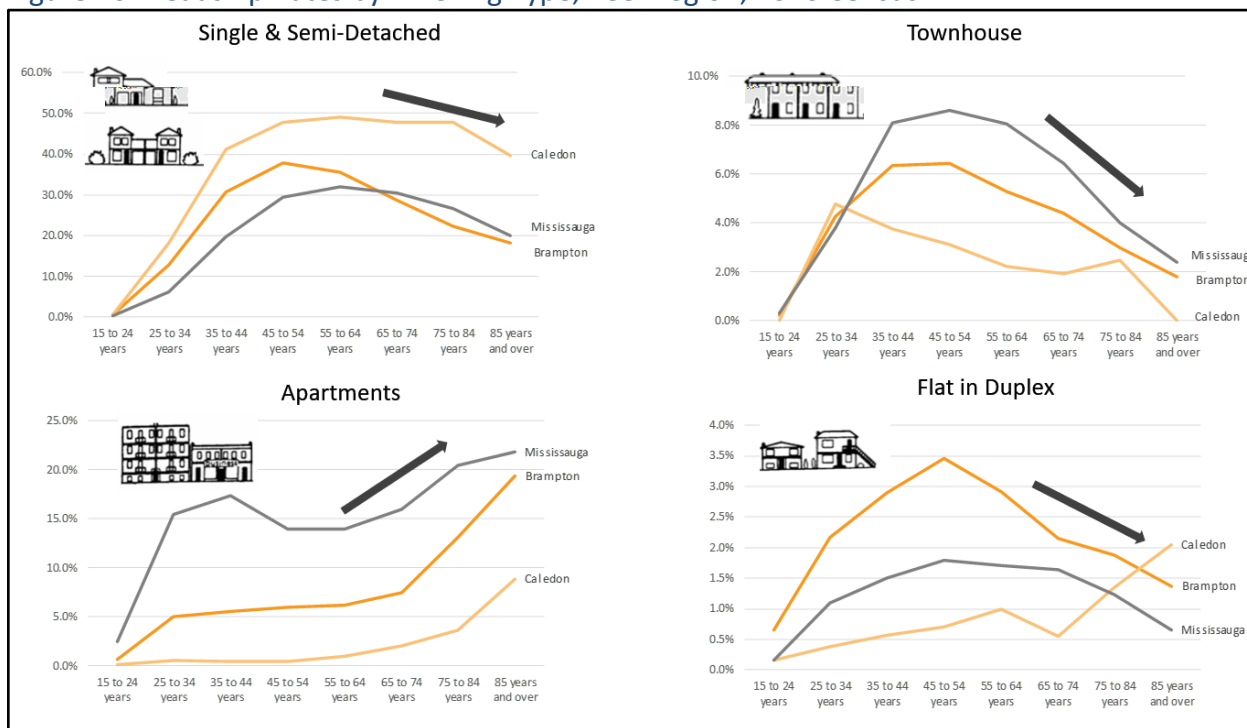 Single & Semi-Detached
60.0%
50.0%
40.0%
30.0%
20.0%
10.0%
0.0%
Caledon
Mississauga
Brampton
15 to 24 25 to 34 35 to 44 45 to 54 55 to 64 65 to 74 75 to 84 85 years
years years years years years years years and over
Townhouse
10.0%
8.0%
6.0%
4.0%
2.0%
0.0%
Mississaug
Brampton
Caledon
15 to 24 25 to 34 35 to 44 45 to 54 55 to 64 65 to 74 75 to 84 85 years
years years years years years years years and over
Apartments
25.0%
20.0%
15.0%
10.0%
5.0%
0.0%
Mississauga
Brampton
Caledon
15 to 24 25 to 34 35 to 44 45 to 54 55 to 64 65 to 74 75 to 84 85 years
years years years years years years years and over
Flat in Duplex
4.0%
3.5%
3.0%
2.5%
2.0%
1.5%
1.0%
0.5%
0.0%
Caledon
Brampton
Mississauga
15 to 24 25 to 34 35 to 44 45 to 54 55 to 64 65 to 74 75 to 84 85 years
years years years years years years years and over